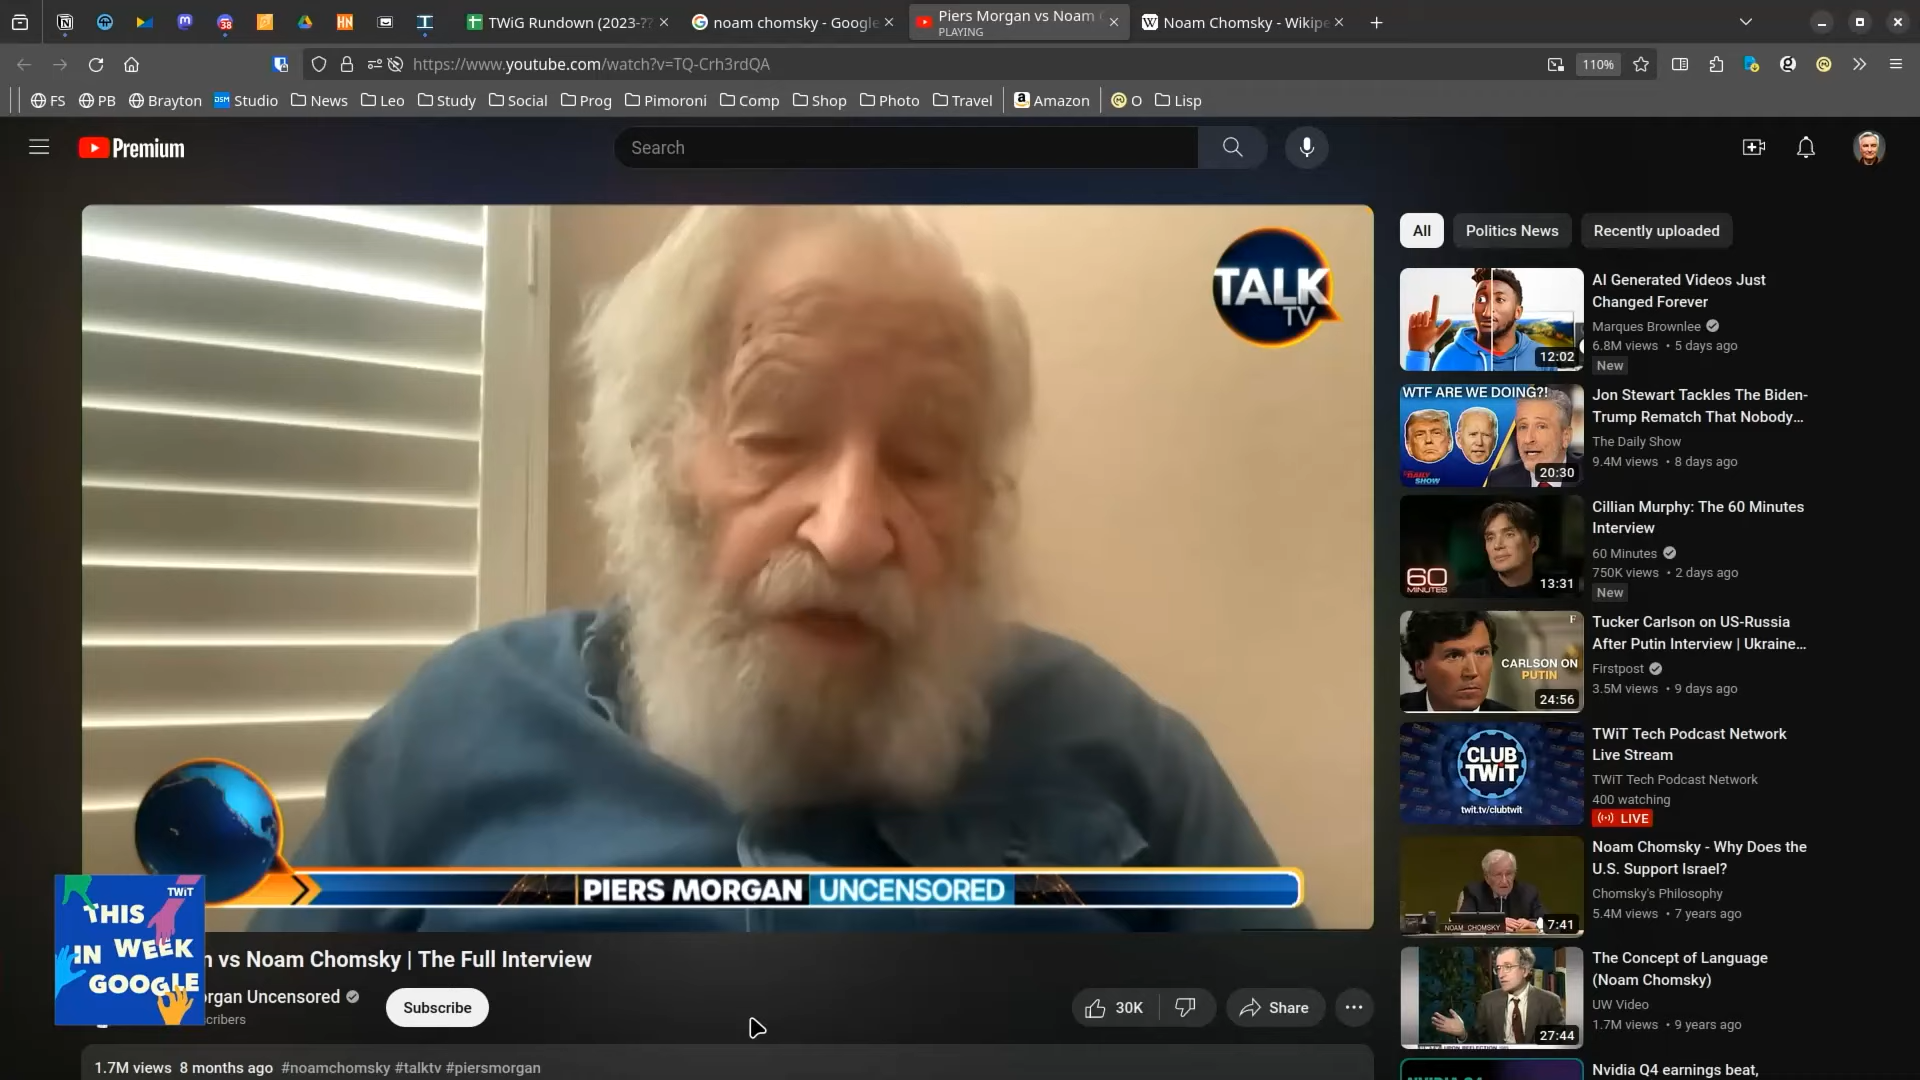 TWiG Rundown (2023-??
noam chomsky - Google
Piers Morgan vs Noam C
PLAYING
Noam Chomsky - Wikipe
38
HN
https://www.youtube.com/watch?v=TQ-Crh3rdQA
110%
FS
PB
Brayton
DSM
Studio
News
Leo
Study
Social
Prog
Pimoroni
Comp
Shop
Photo
Travel
Amazon
O
Lisp
Premium
Search
TALK
TV
PIERS MORGAN UNCENSORED
TWiT
THIS
IN WEEK
GOOGLE
n vs Noam Chomsky | The Full Interview
organ Uncensored
cribers
Subscribe
30K
Share
1.7M views 8 months ago #noamchomsky #talktv #piersmorgan
All
Politics News
Recently uploaded
12:02
AI Generated Videos Just
Changed Forever
Marques Brownlee
6.8M views • 5 days ago
New
WTF ARE WE DOING?!
DAILY
SHOW
20:30
Jon Stewart Tackles The Biden-
Trump Rematch That Nobody...
The Daily Show
9.4M views • 8 days ago
60
MINUTES
13:31
Cillian Murphy: The 60 Minutes
Interview
60 Minutes
750K views • 2 days ago
New
F
CARLSON ON
PUTIN
24:56
Tucker Carlson on US-Russia
After Putin Interview | Ukraine...
Firstpost
3.5M views • 9 days ago
CLUB
TWiT
twit.tv/clubtwit
TWiT Tech Podcast Network
Live Stream
TWiT Tech Podcast Network
400 watching
LIVE
NOAM CHOMSKY
7:41
Noam Chomsky - Why Does the
U.S. Support Israel?
Chomsky's Philosophy
5.4M views • 7 years ago
27:44
The Concept of Language
(Noam Chomsky)
UW Video
1.7M views • 9 years ago
Nvidia Q4 earnings beat,